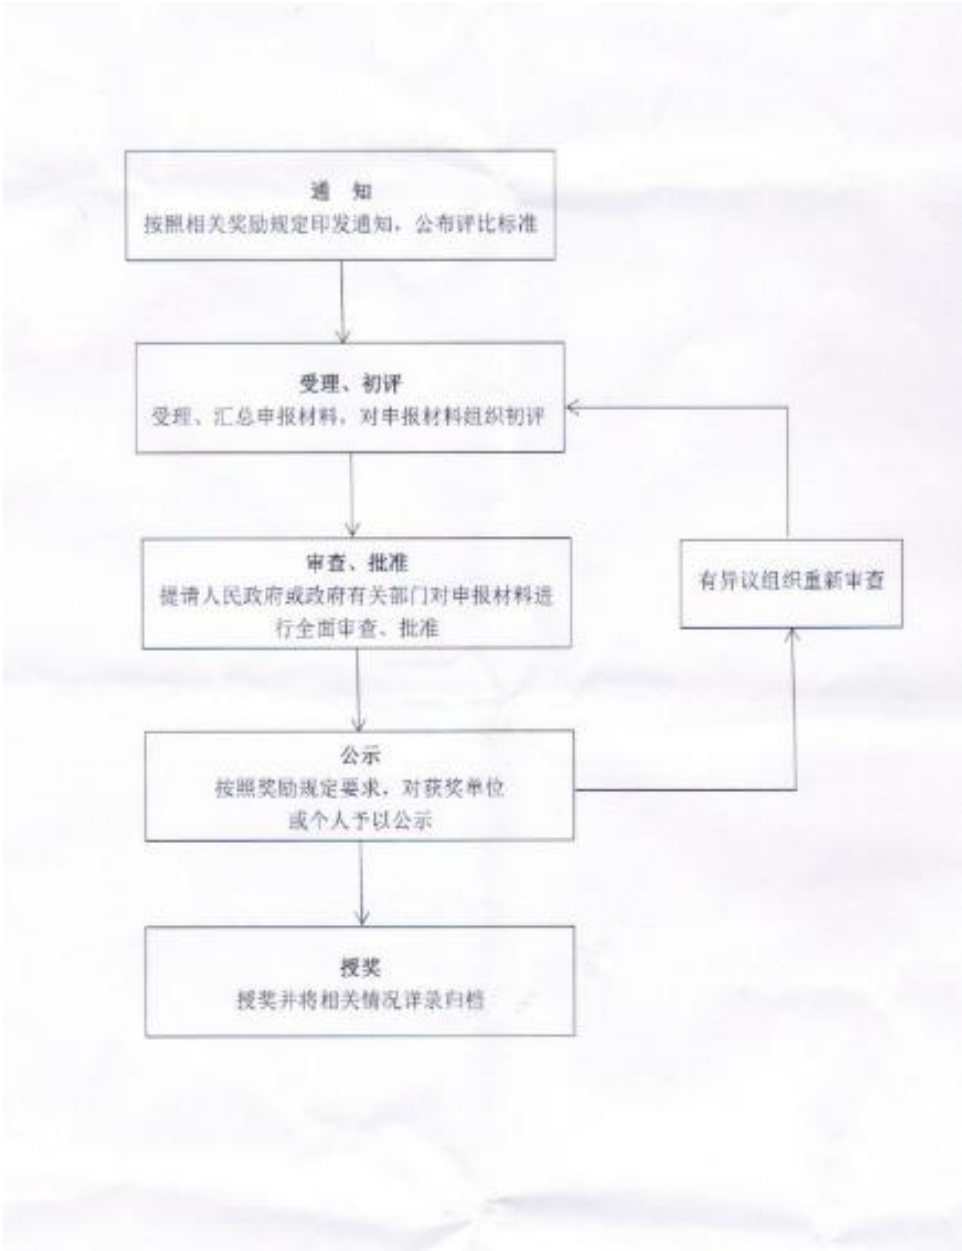 通 知
按照相关奖励规定印发通知，公布评比标准
受理、初评
受理、汇总申报材料，对申报材料组织初评
审查、批准
提请人民政府或政府有关部门对申报材料进
行全面审查、批准
有异议组织重新审查
公示
按照奖励规定要求，对获奖单位
或个人予以公示
授奖
授奖并将相关情况详录归档